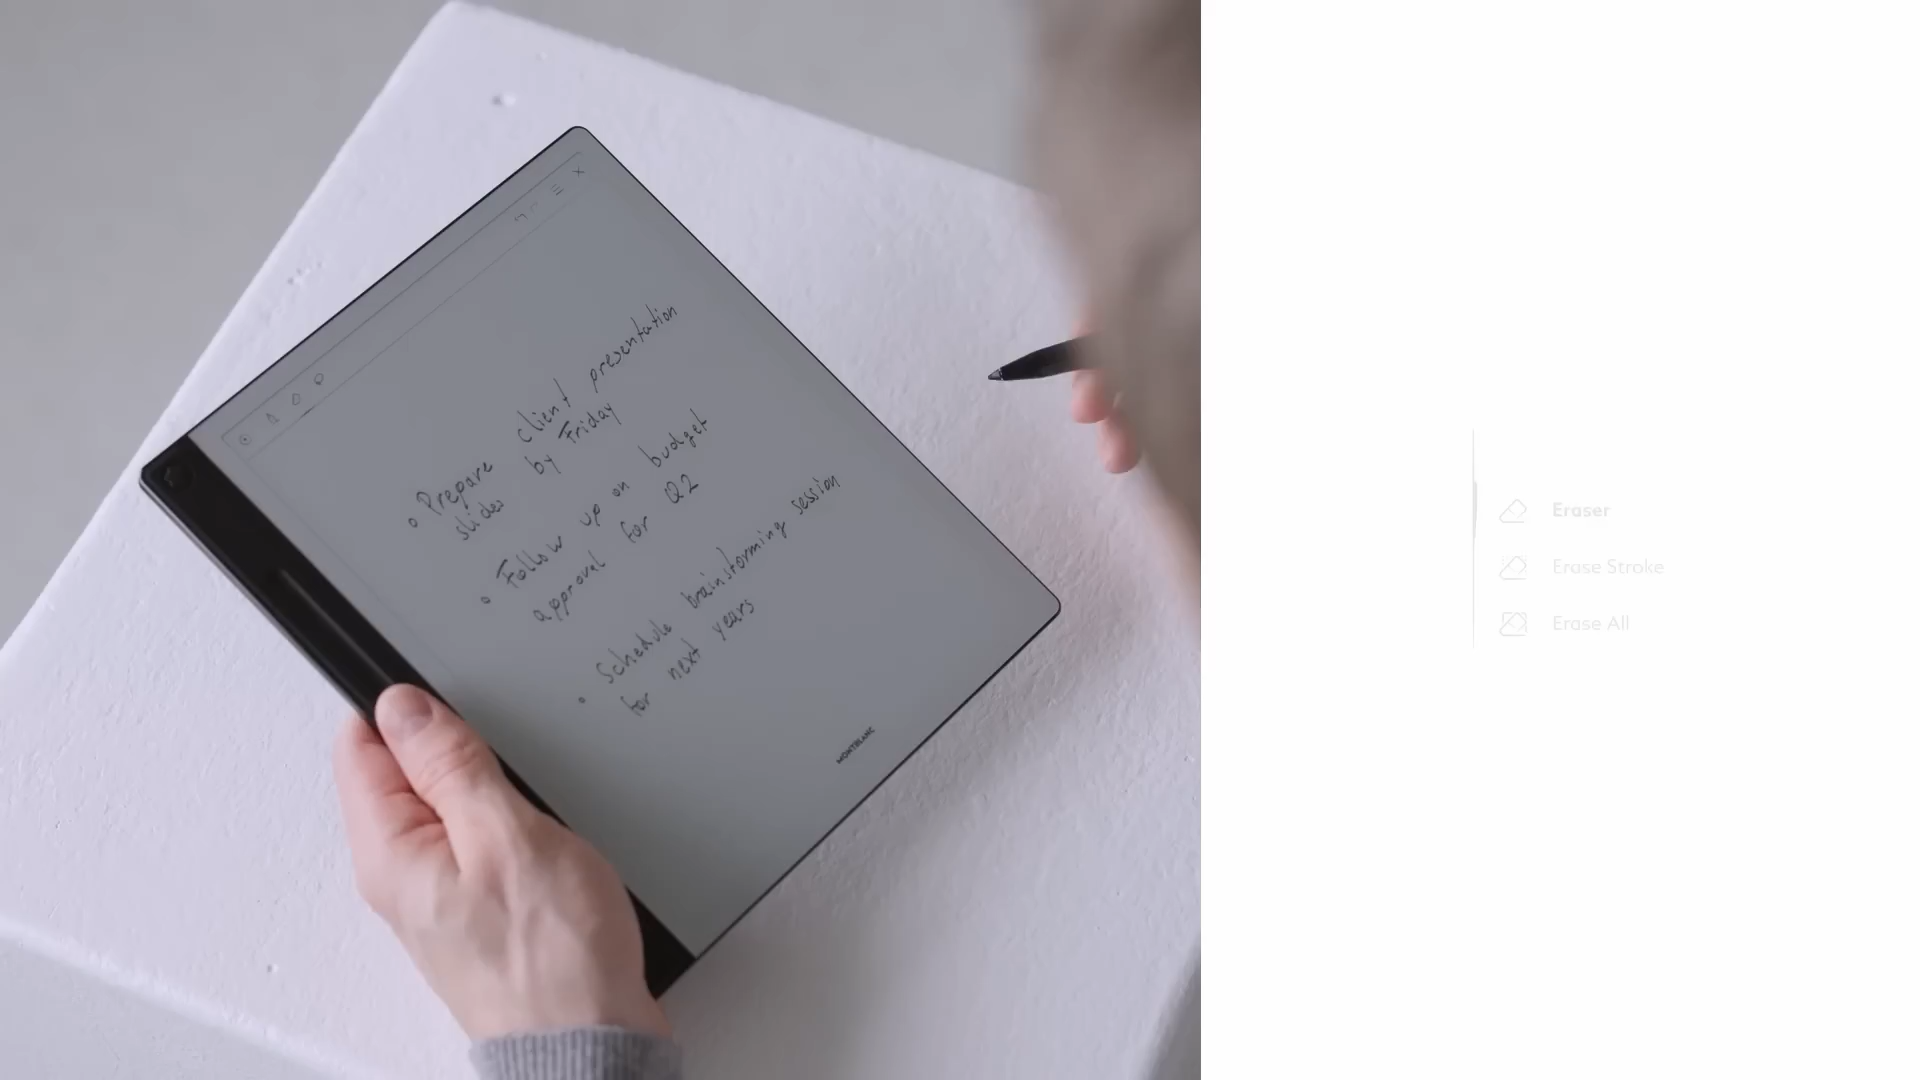 • Prepare client presentation
slides by Friday
• Follow up on budget
approval for Q2
• Schedule brainstorming session
for next years
MONTBLANC
Eraser
Erase Stroke
Erase All